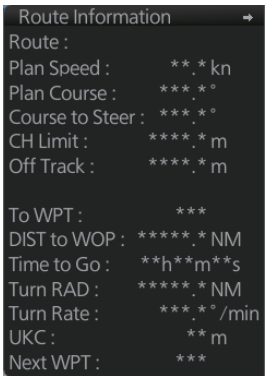 Route Information ➡
Route :
Plan Speed : **.* kn
Plan Course : ***.* °
Course to Steer : ***.* °
CH Limit : ****.* m
Off Track : ****.* m
To WPT : ***
DIST to WOP : *****.* NM
Time to Go : **h**m**s
Turn RAD : *****.* NM
Turn Rate : ***.* °/min
UKC : ** m
Next WPT : ***